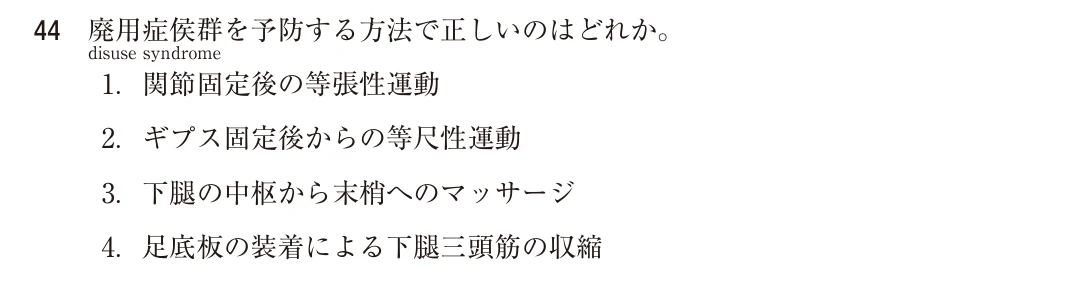 44 廃用症侯群を予防する方法で正しいのはどれか。
disuse syndrome
1. 関節固定後の等張性運動
2. ギプス固定後からの等尺性運動
3. 下腿の中枢から末梢へのマッサージ
4. 足底板の装着による下腿三頭筋の収縮